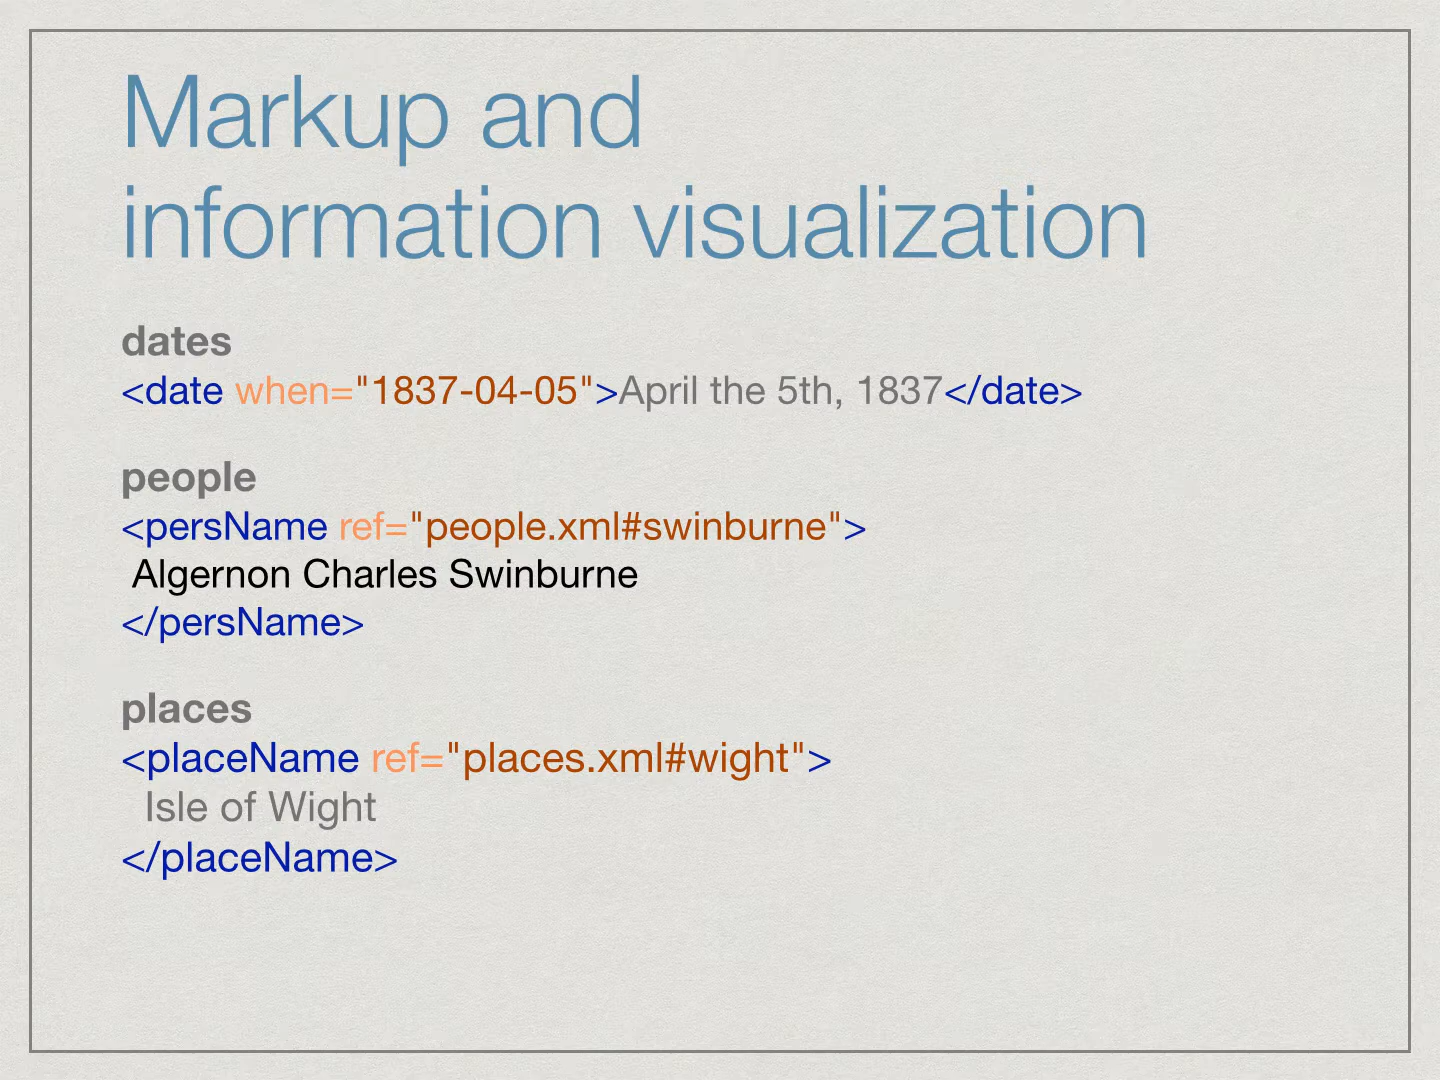 Markup and
information visualization
dates
<date when="1837-04-05">April the 5th, 1837</date>
people
<persName ref="people.xml#swinburne">
Algernon Charles Swinburne
</persName>
places
<placeName ref="places.xml#wight">
Isle of Wight
</placeName>